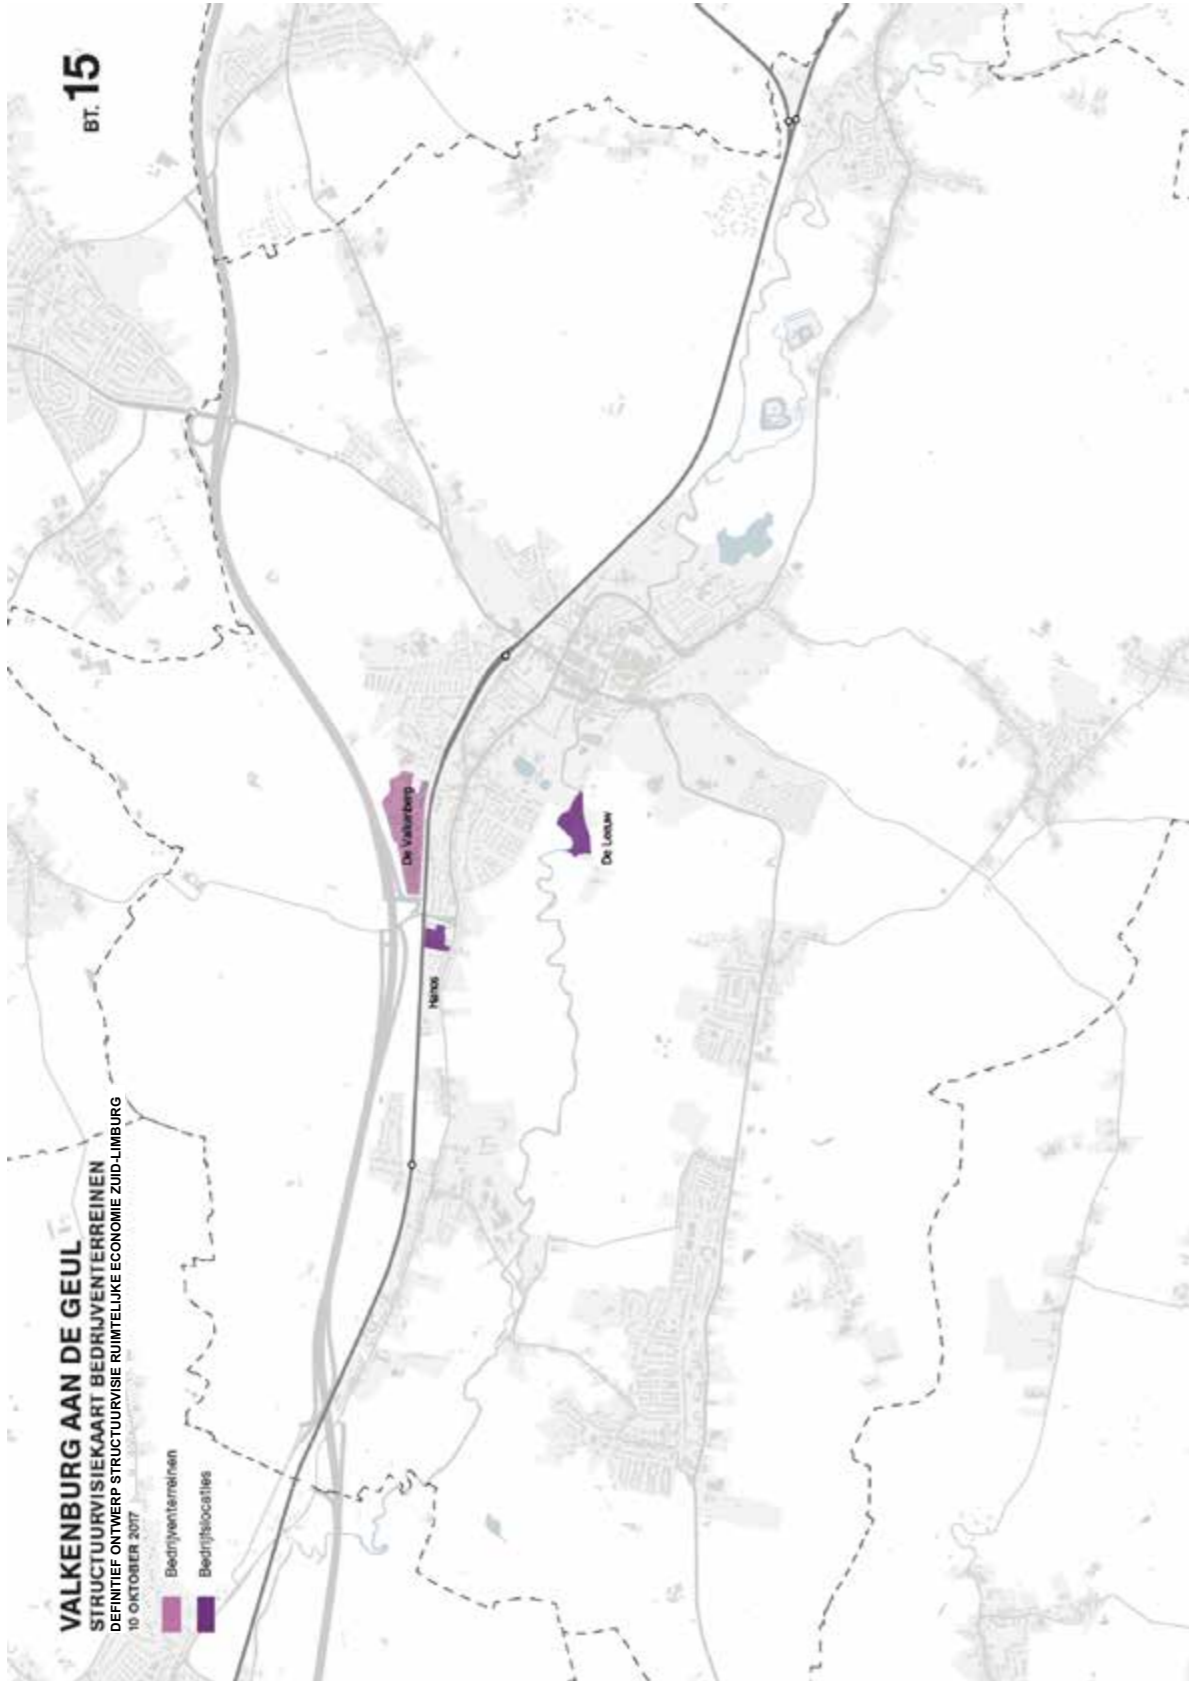 VALKENBURG AAN DE GEUL
STRUCTUURVISIEKAART BEDRIJVENTERREINEN
DEFINITIEF ONTWERP STRUCTUURVISIE RUIMTELIJKE ECONOMIE ZUID-LIMBURG
10 OKTOBER 2017
Bedrijventerreinen
Bedrijfslocaties
BT. 15
De Valkenberg
Hanos
De Leeuw